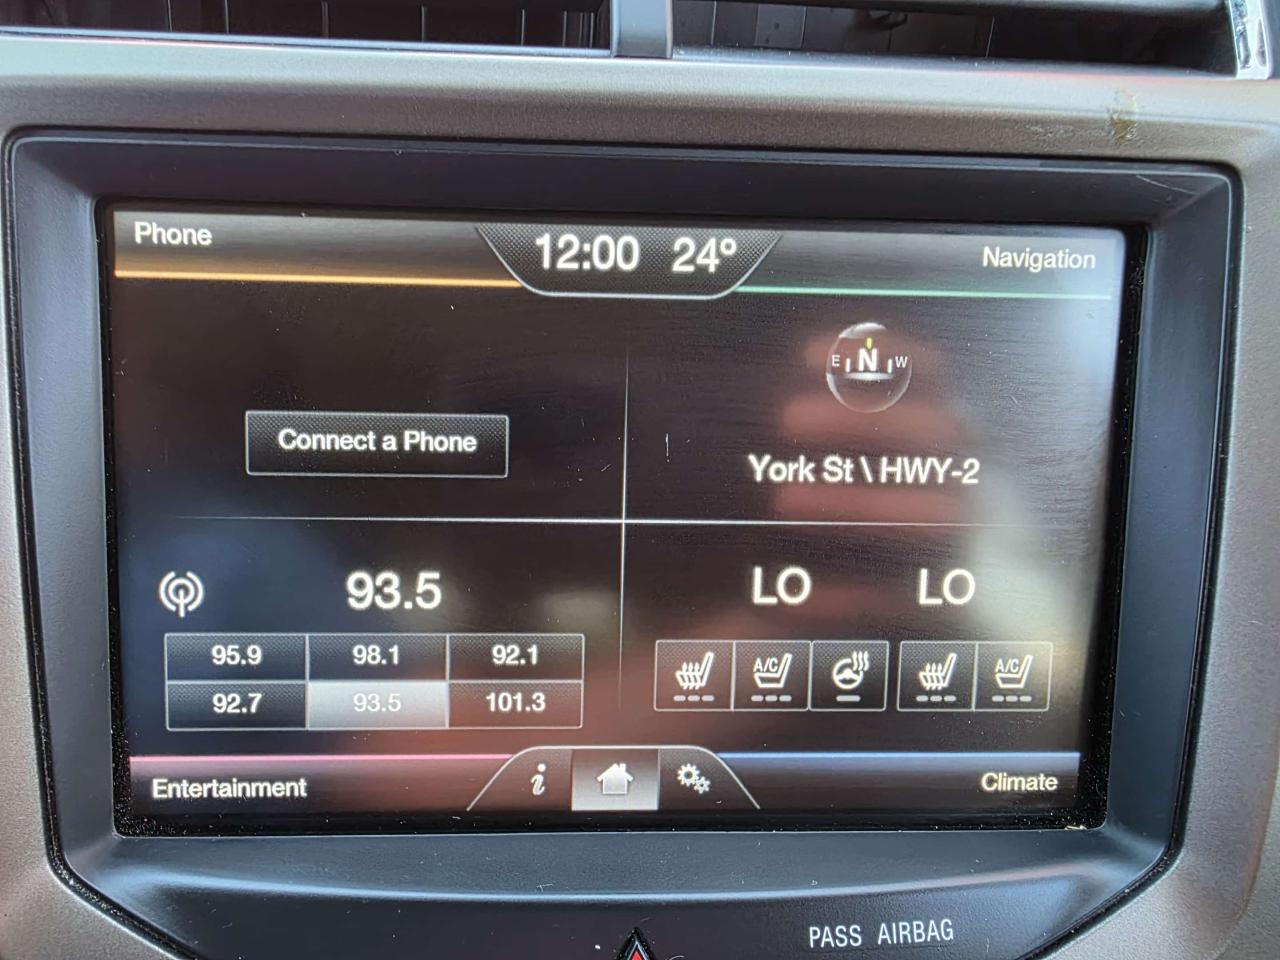 Phone
12:00 24°
Navigation
E N W
Connect a Phone
York St \ HWY-2
93.5
LO LO
95.9 98.1 92.1
A/C A/C
92.7 93.5 101.3
Entertainment
i
Climate
PASS AIRBAG